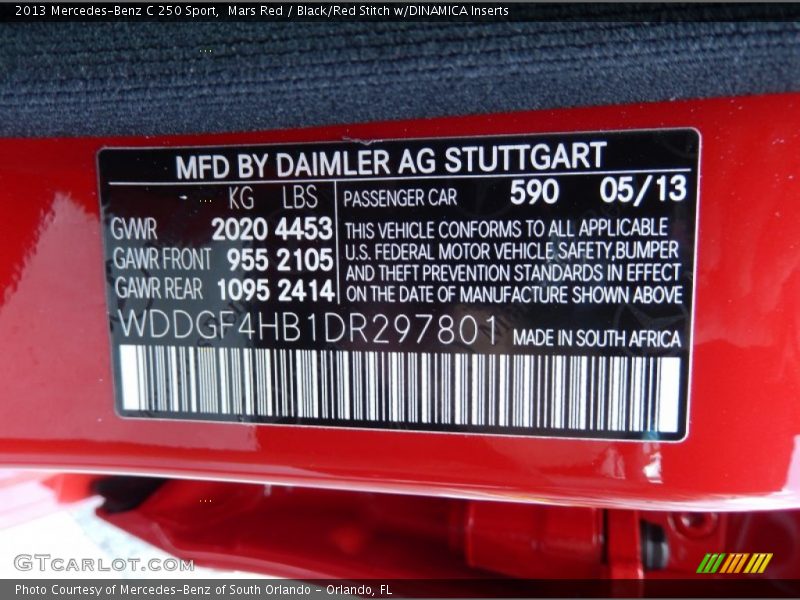 2013 Mercedes-Benz C 250 Sport, Mars Red / Black/Red Stitch w/DINAMICA Inserts
MFD BY DAIMLER AG STUTTGART
KG LBS PASSENGER CAR 590 05/13
GVWR 2020 4453
GAWR FRONT 955 2105
GAWR REAR 1095 2414
THIS VEHICLE CONFORMS TO ALL APPLICABLE
U.S. FEDERAL MOTOR VEHICLE SAFETY,BUMPER
AND THEFT PREVENTION STANDARDS IN EFFECT
ON THE DATE OF MANUFACTURE SHOWN ABOVE
WDDGF4HB1DR297801 MADE IN SOUTH AFRICA
GTcarlot.com
Photo Courtesy of Mercedes-Benz of South Orlando - Orlando, FL